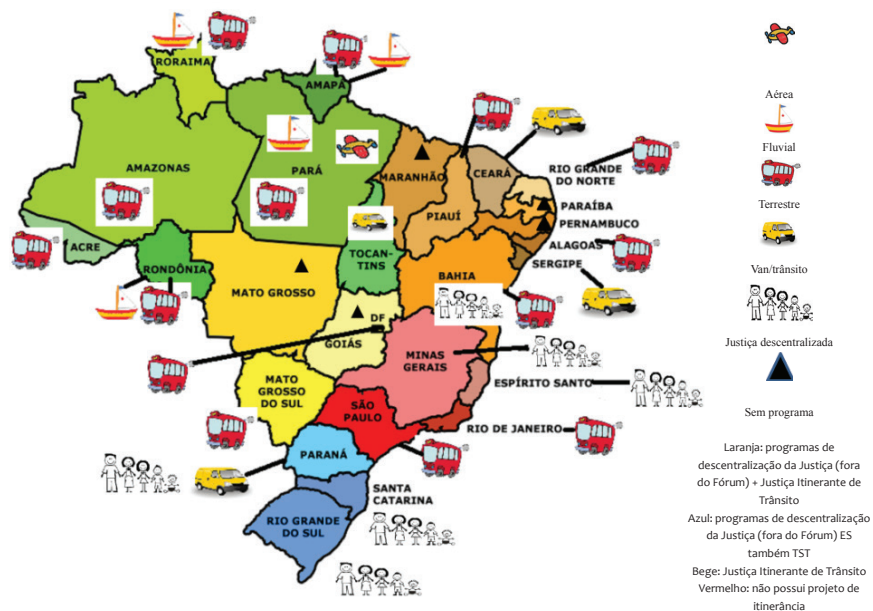 RORAIMA
AMAPÁ
AMAZONAS
PARÁ
MARANHÃO
CEARÁ
RIO GRANDE
DO NORTE
PARAÍBA
PERNAMBUCO
PIAUÍ
ALAGOAS
SERGIPE
ACRE
RONDÔNIA
TOCAN-
TINS
BAHIA
MATO GROSSO
DF
GOIÁS
MINAS
GERAIS
ESPÍRITO SANTO
MATO
GROSSO
DO SUL
SÃO
PAULO
RIO DE JANEIRO
PARANÁ
SANTA
CATARINA
RIO GRANDE
DO SUL
Aérea
Fluvial
Terrestre
Van/trânsito
Justiça descentralizada
Sem programa
Laranja: programas de
descentralização da Justiça (fora
do Fórum) + Justiça Itinerante de
Trânsito
Azul: programas de descentralização
da Justiça (fora do Fórum) ES
também TST
Bege: Justiça Itinerante de Trânsito
Vermelho: não possui projeto de
itinerância